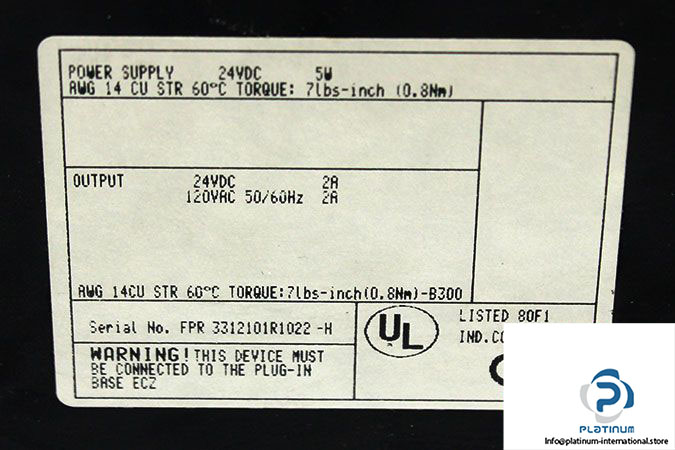 POWER SUPPLY 24VDC 5W
AWG 14 CU STR 60°C TORQUE: 7lbs-inch (0.8Nm)
OUTPUT 24VDC 2A
120VAC 50/60Hz 2A
AWG 14CU STR 60°C TORQUE:7lbs-inch(0.8Nm)-B300
Serial No. FPR 3312101R1022 -H
WARNING! THIS DEVICE MUST
BE CONNECTED TO THE PLUG-IN
BASE ECZ
UL
LISTED 80F1
IND.CO
PLATINUM
Info@platinum-international.store